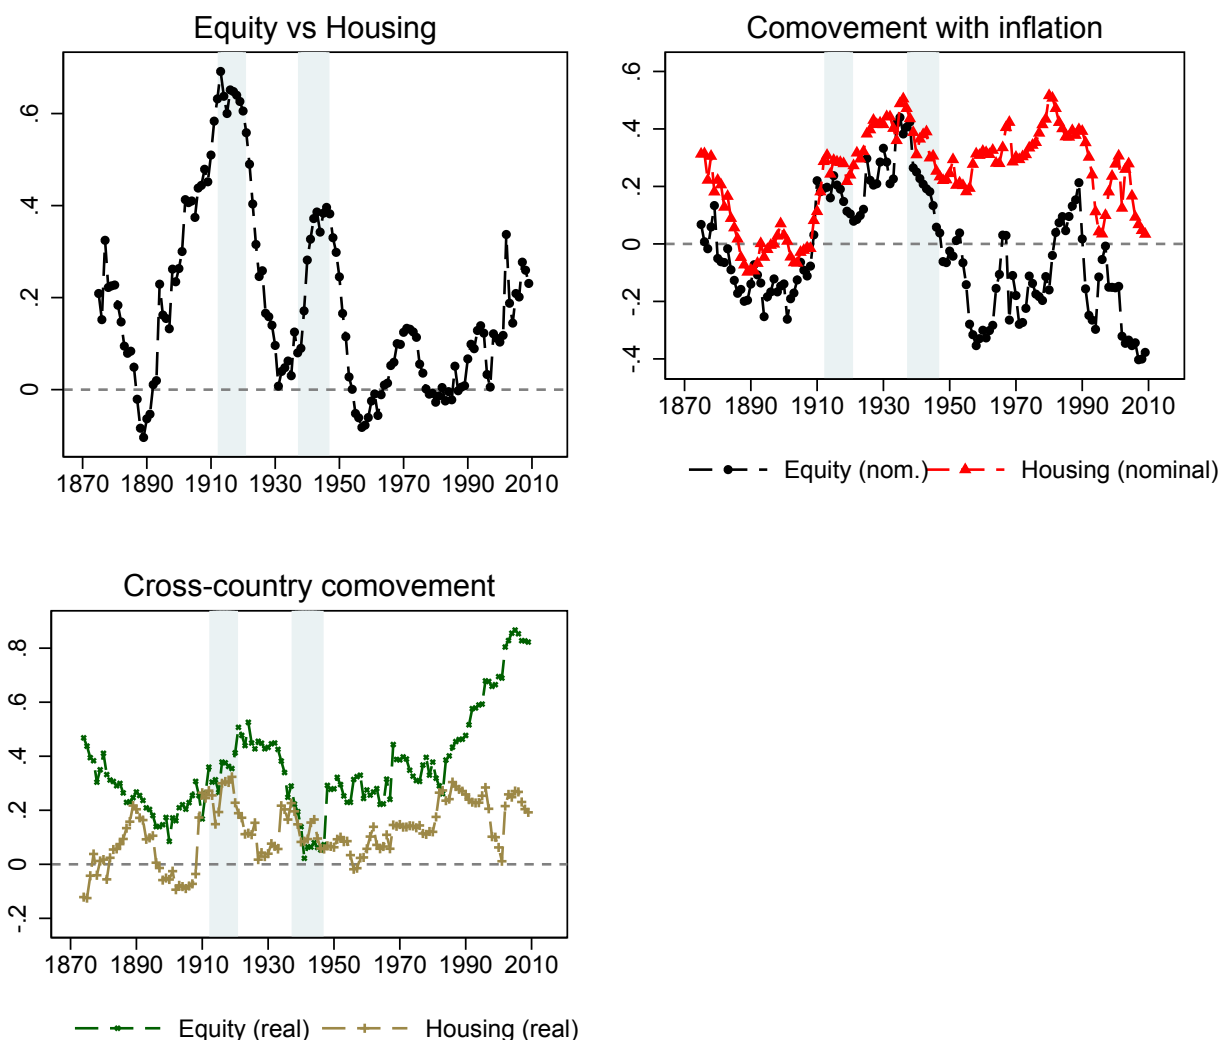 Equity vs Housing
.6
.4
.2
0
1870 1890 1910 1930 1950 1970 1990 2010
Comovement with inflation
.6
.4
.2
0
-.2
-.4
1870 1890 1910 1930 1950 1970 1990 2010
Equity (nom.) Housing (nominal)
Cross-country comovement
.8
.6
.4
.2
0
-.2
1870 1890 1910 1930 1950 1970 1990 2010
Equity (real) Housing (real)